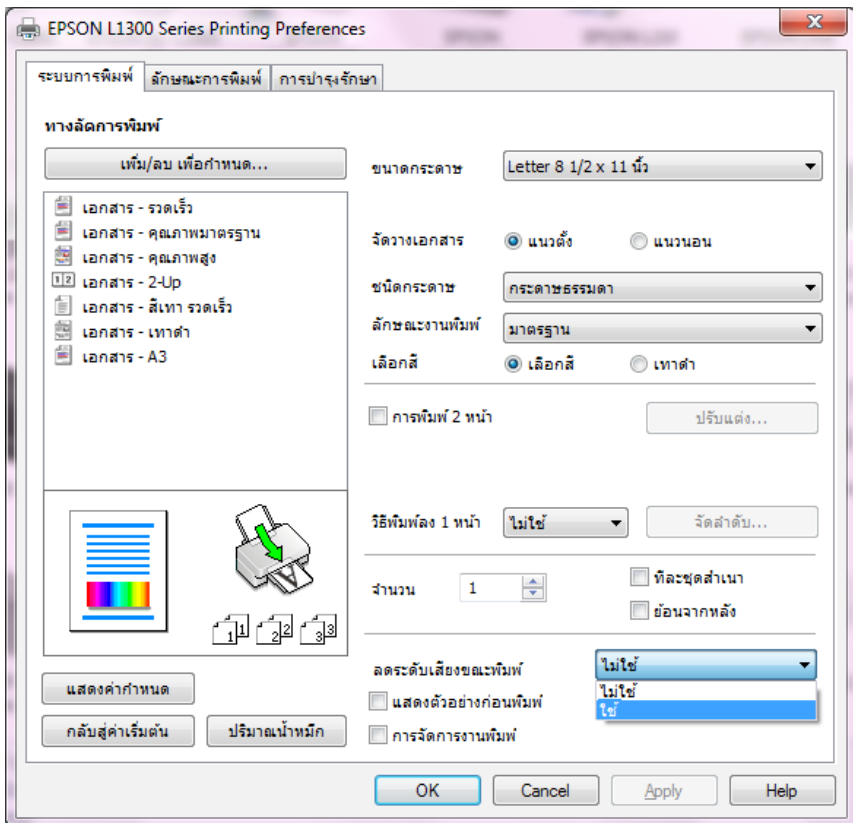 EPSON L1300 Series Printing Preferences
ระบบการพิมพ์ ลักษณะการพิมพ์ การบำรุงรักษา
ทางลัดการพิมพ์
เพิ่ม/ลบ เพื่อกำหนด...
เอกสาร - รวดเร็ว
เอกสาร - คุณภาพมาตรฐาน
เอกสาร - คุณภาพสูง
เอกสาร - 2-Up
เอกสาร - สีเทา รวดเร็ว
เอกสาร - เทาดำ
เอกสาร - A3
ขนาดกระดาษ Letter 8 1/2 x 11 นิ้ว
จัดวางเอกสาร แนวตั้ง แนวนอน
ชนิดกระดาษ กระดาษธรรมดา
ลักษณะงานพิมพ์ มาตรฐาน
เลือกสี เลือกสี เทาดำ
การพิมพ์ 2 หน้า ปรับแต่ง...
วิธีพิมพ์ลง 1 หน้า ไม่ใช้ จัดลำดับ...
จำนวน 1 ทีละชุดสำเนา
ย้อนจากหลัง
ลดระดับเสียงขณะพิมพ์ ไม่ใช้
ไม่ใช้
ใช้
แสดงตัวอย่างก่อนพิมพ์
การจัดการงานพิมพ์
1 1 2 2 3 3
แสดงค่ากำหนด
กลับสู่ค่าเริ่มต้น ปริมาณน้ำหมึก
OK Cancel Apply Help